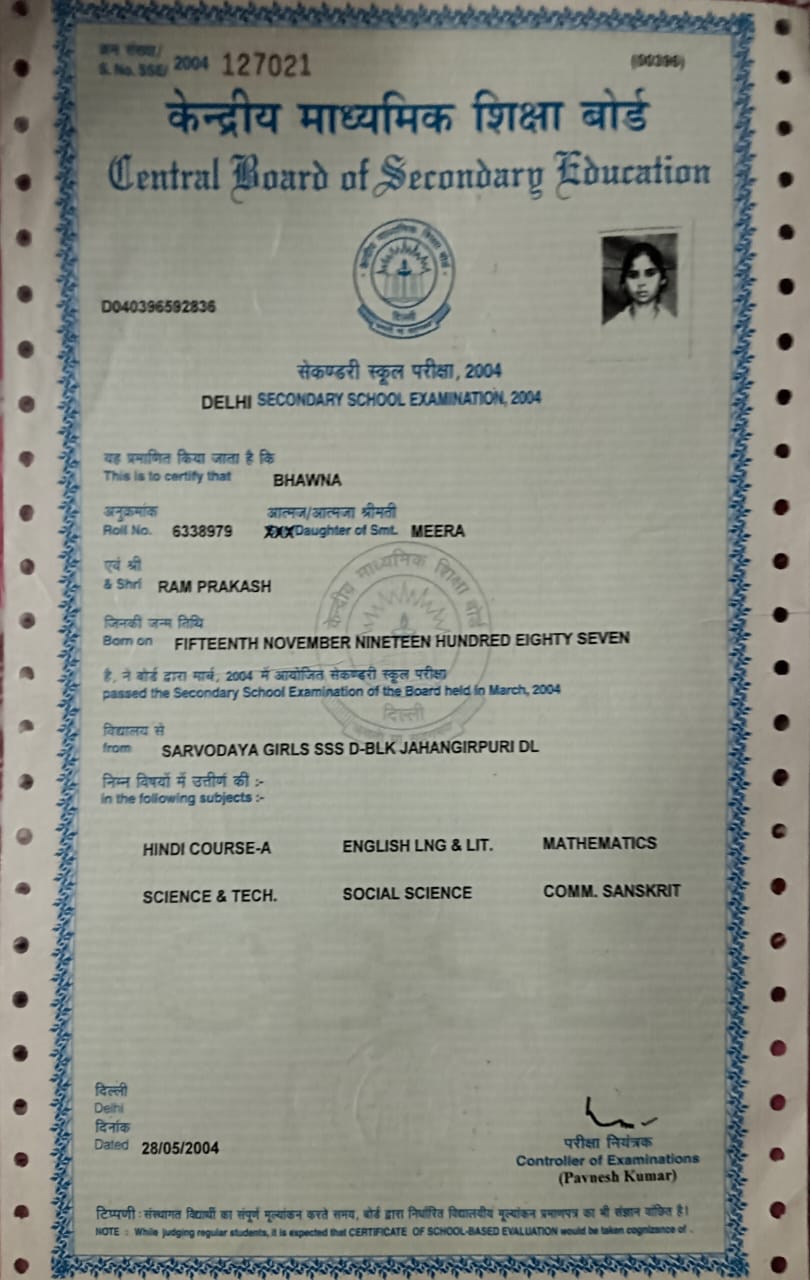 क्रम संख्या/
S. No. SSE/ 2004 127021 (00396)
केन्द्रीय माध्यमिक शिक्षा बोर्ड
Central Board of Secondary Education
केन्द्रीय माध्यमिक शिक्षा बोर्ड
दिल्ली
D040396592836
सेकण्डरी स्कूल परीक्षा, 2004
DELHI SECONDARY SCHOOL EXAMINATION, 2004
यह प्रमाणित किया जाता है कि
This is to certify that BHAWNA
अनुक्रमांक आत्मज/आत्मजा श्रीमती
Roll No. 6338979 XXX Daughter of Smt. MEERA
एवं श्री
& Shri RAM PRAKASH
केन्द्रीय माध्यमिक शिक्षा बोर्ड
जिनकी जन्म तिथि
Born on FIFTEENTH NOVEMBER NINETEEN HUNDRED EIGHTY SEVEN
है, ने बोर्ड द्वारा मार्च, 2004 में आयोजित सेकण्डरी स्कूल परीक्षा
passed the Secondary School Examination of the Board held in March, 2004
दिल्ली
विद्यालय से
from SARVODAYA GIRLS SSS D-BLK JAHANGIRPURI DL
निम्न विषयों में उत्तीर्ण की :-
in the following subjects :-
HINDI COURSE-A ENGLISH LNG & LIT. MATHEMATICS
SCIENCE & TECH. SOCIAL SCIENCE COMM. SANSKRIT
दिल्ली
Delhi
दिनांक
Dated 28/05/2004
परीक्षा नियंत्रक
Controller of Examinations
(Pavnesh Kumar)
टिप्पणी : संस्थागत विद्यार्थी का संपूर्ण मूल्यांकन करते समय, बोर्ड द्वारा निर्धारित विद्यालयीय मूल्यांकन प्रमाणपत्र का भी संज्ञान वांछित है।
NOTE : While judging regular students, it is expected that CERTIFICATE OF SCHOOL-BASED EVALUATION would be taken cognizance of .